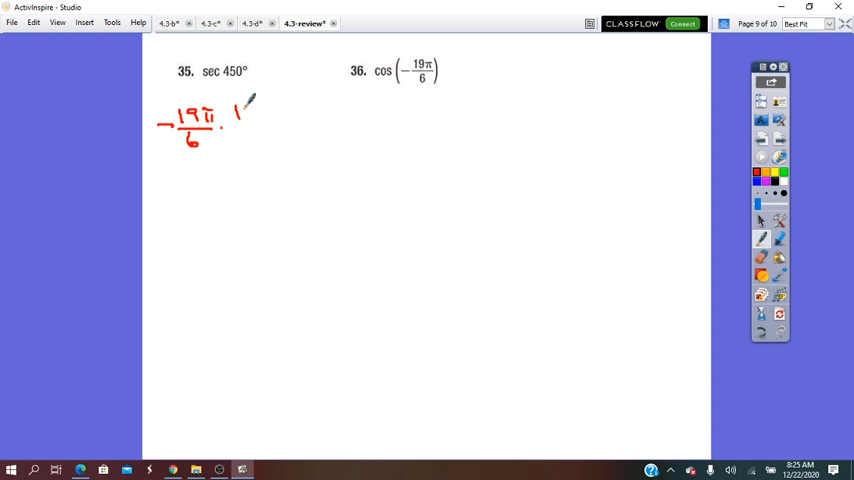 ActivInspire - Studio
File Edit View Insert Tools Help
4.3-b* 4.3-c* 4.3-d* 4.3-review*
CLASSFLOW Connect
Page 9 of 10
Best Fit
35. sec 450°
36. cos (−19π/6)
− 19π/6 · 1
8:25 AM
12/22/2020